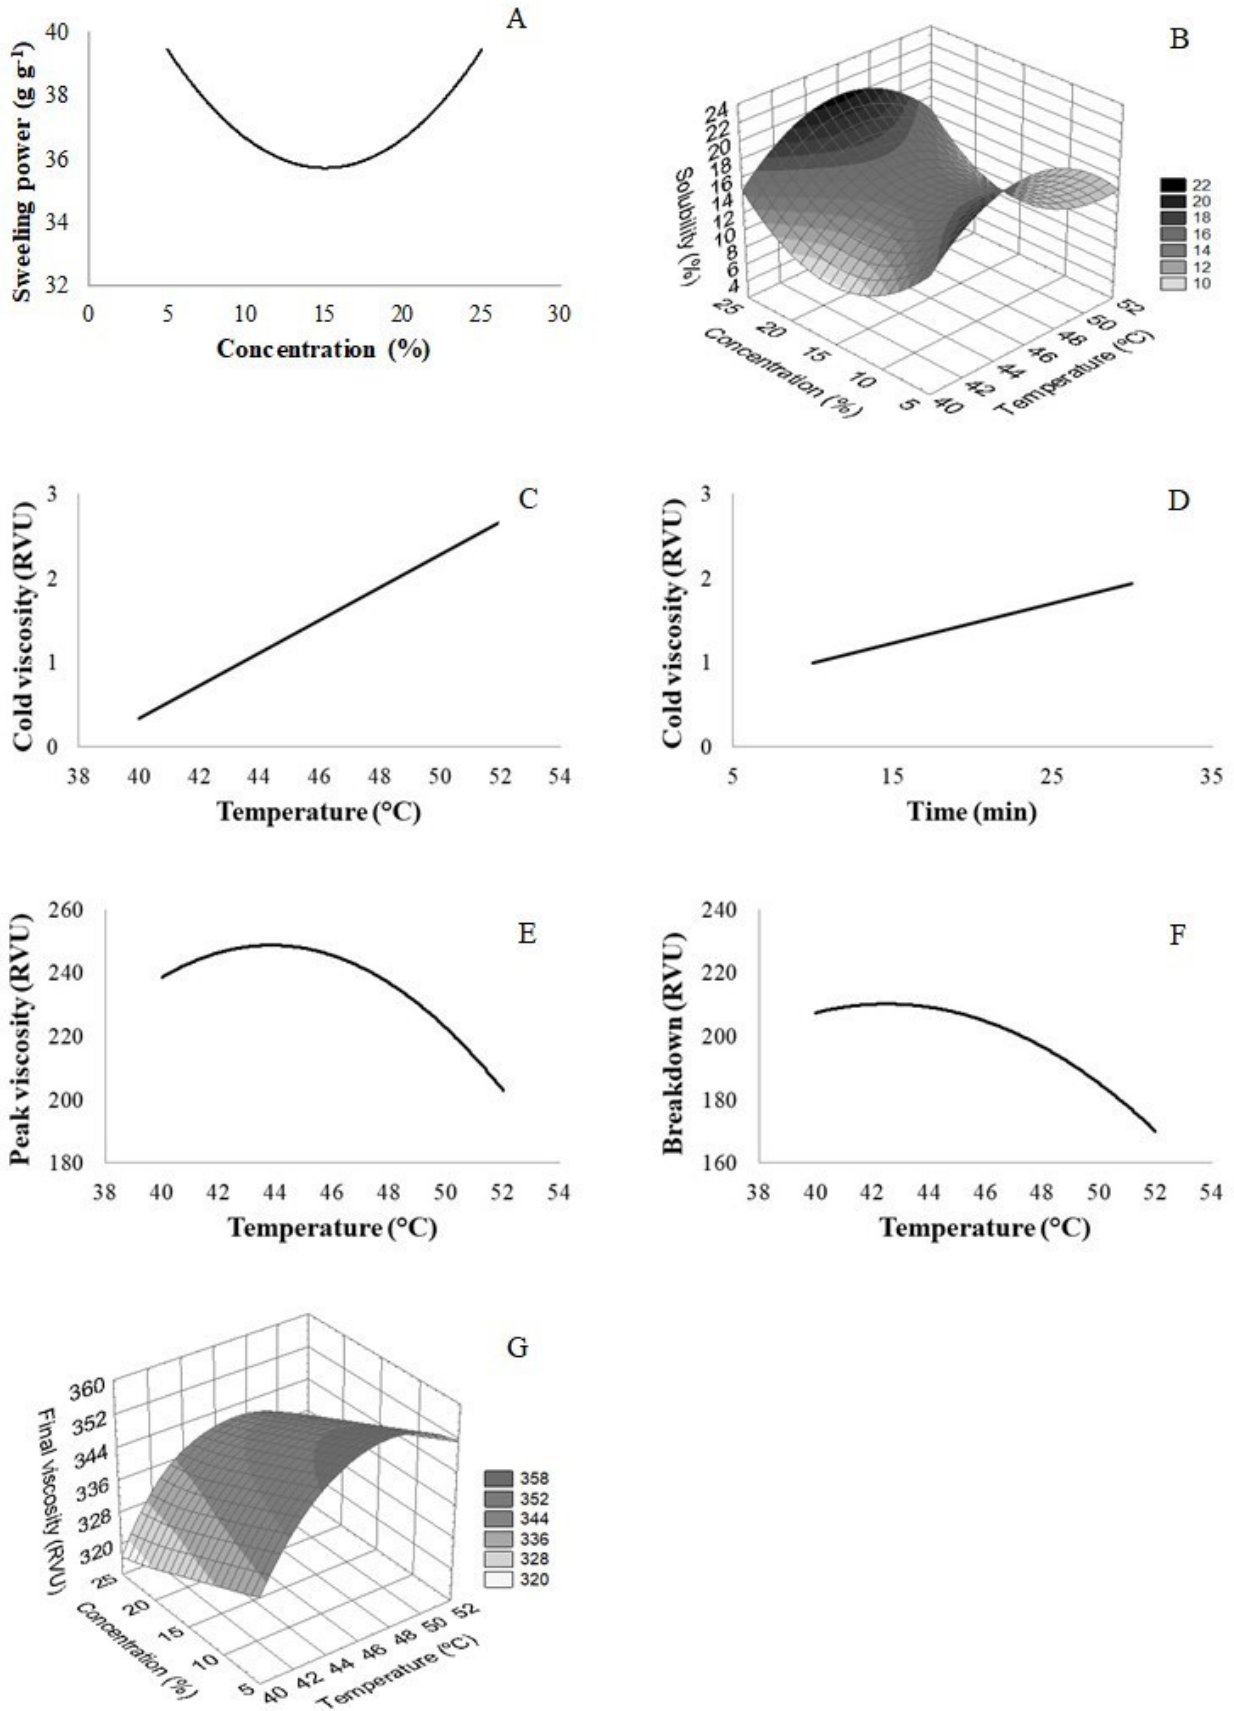 A
Sweeling power (g g⁻¹)
40
38
36
34
32
0 5 10 15 20 25 30
Concentration (%)
B
Solubility (%)
24
22
20
18
16
14
12
10
8
6
4
25 20 15 10 5
Concentration (%)
40 42 44 46 48 50 52
Temperature (ºC)
22
20
18
16
14
12
10
C
Cold viscosity (RVU)
3
2
1
0
38 40 42 44 46 48 50 52 54
Temperature (°C)
D
Cold viscosity (RVU)
3
2
1
0
5 15 25 35
Time (min)
E
Peak viscosity (RVU)
260
240
220
200
180
38 40 42 44 46 48 50 52 54
Temperature (°C)
F
Breakdown (RVU)
240
220
200
180
160
38 40 42 44 46 48 50 52 54
Temperature (°C)
G
Final viscosity (RVU)
360
352
344
336
328
320
25 20 15 10 5
Concentration (%)
40 42 44 46 48 50 52
Temperature (ºC)
358
352
344
336
328
320